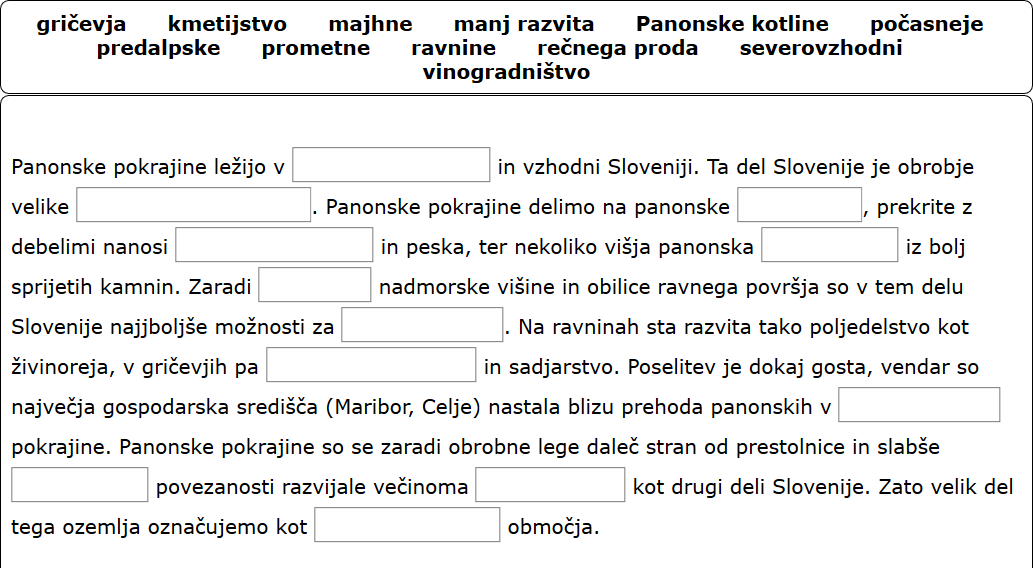 gričevja kmetijstvo majhne manj razvita Panonske kotline počasneje
predalpske prometne ravnine rečnega proda severovzhodni
vinogradništvo
Panonske pokrajine ležijo v in vzhodni Sloveniji. Ta del Slovenije je obrobje
velike . Panonske pokrajine delimo na panonske , prekrite z
debelimi nanosi in peska, ter nekoliko višja panonska iz bolj
sprijetih kamnin. Zaradi nadmorske višine in obilice ravnega površja so v tem delu
Slovenije najjboljše možnosti za . Na ravninah sta razvita tako poljedelstvo kot
živinoreja, v gričevjih pa in sadjarstvo. Poselitev je dokaj gosta, vendar so
največja gospodarska središča (Maribor, Celje) nastala blizu prehoda panonskih v
pokrajine. Panonske pokrajine so se zaradi obrobne lege daleč stran od prestolnice in slabše
povezanosti razvijale večinoma kot drugi deli Slovenije. Zato velik del
tega ozemlja označujemo kot območja.